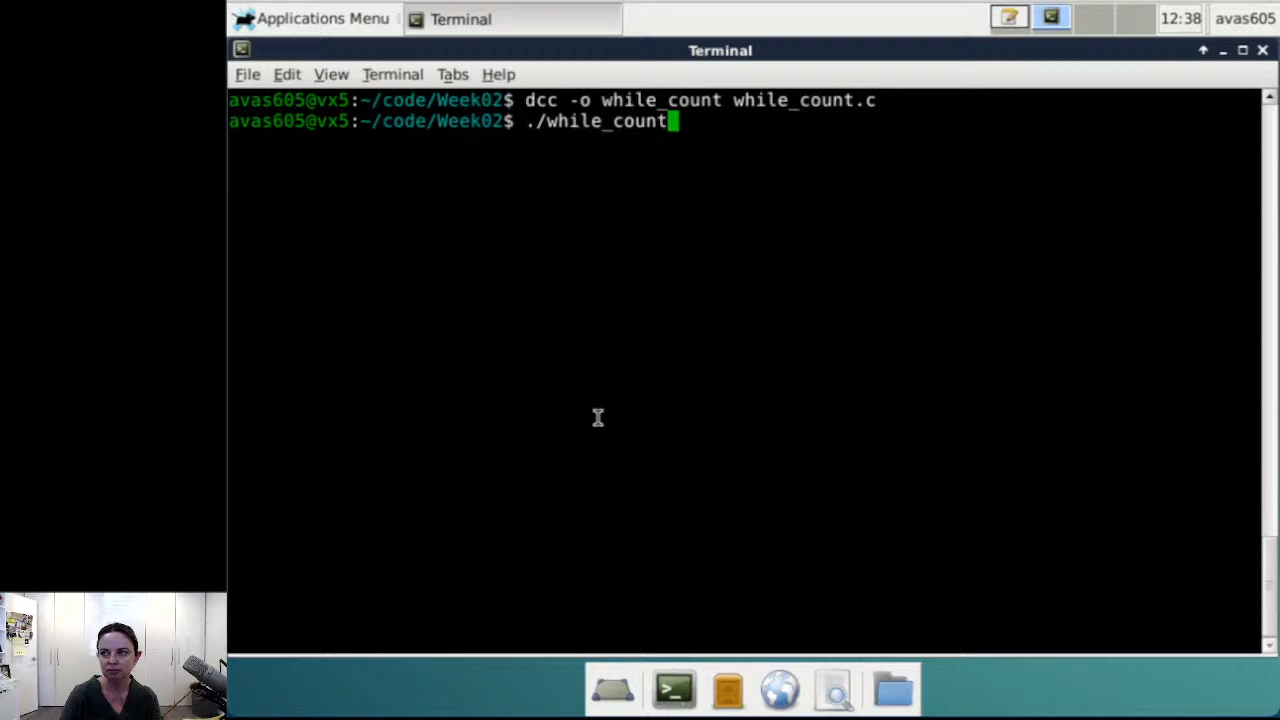 Applications Menu
Terminal
12:38
avas605
Terminal
File Edit View Terminal Tabs Help
avas605@vx5:~/code/Week02$ dcc -o while_count while_count.c
avas605@vx5:~/code/Week02$ ./while_count